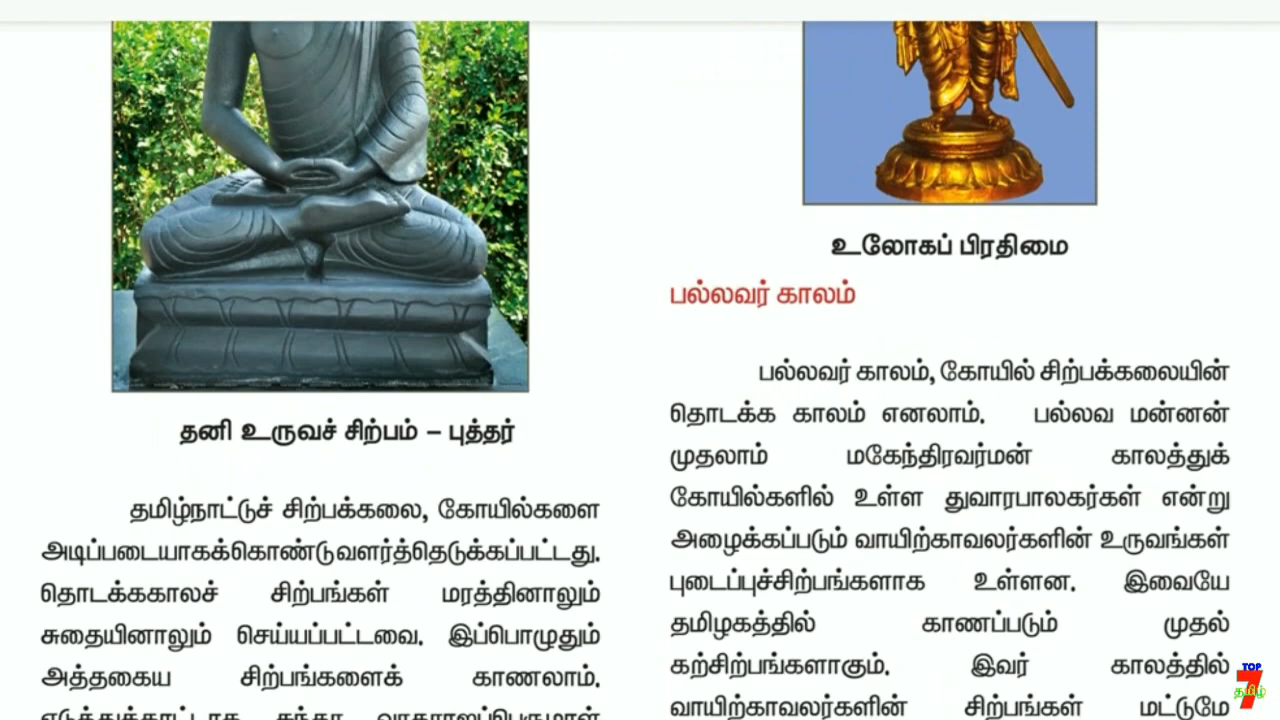 தனி உருவச் சிற்பம் – புத்தர்
தமிழ்நாட்டுச் சிற்பக்கலை, கோயில்களை
அடிப்படையாகக்கொண்டுவளர்த்தெடுக்கப்பட்டது.
தொடக்ககாலச் சிற்பங்கள் மரத்தினாலும்
சுதையினாலும் செய்யப்பட்டவை. இப்பொழுதும்
அத்தகைய சிற்பங்களைக் காணலாம்.
உலோகப் பிரதிமை
பல்லவர் காலம்
பல்லவர் காலம், கோயில் சிற்பக்கலையின்
தொடக்க காலம் எனலாம். பல்லவ மன்னன்
முதலாம் மகேந்திரவர்மன் காலத்துக்
கோயில்களில் உள்ள துவாரபாலகர்கள் என்று
அழைக்கப்படும் வாயிற்காவலர்களின் உருவங்கள்
புடைப்புச்சிற்பங்களாக உள்ளன. இவையே
தமிழகத்தில் காணப்படும் முதல்
கற்சிற்பங்களாகும். இவர் காலத்தில்
வாயிற்காவலர்களின் சிற்பங்கள் மட்டுமே
TOP
7
தமிழ்